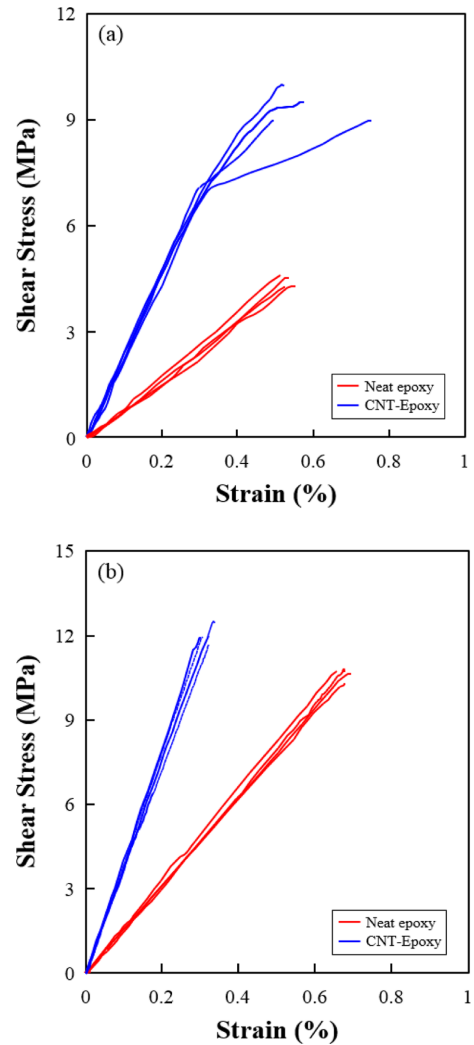 (a)
12
9
6
3
0
Shear Stress (MPa)
Neat epoxy
CNT-Epoxy
0 0.2 0.4 0.6 0.8 1
Strain (%)
(b)
15
12
9
6
3
0
Shear Stress (MPa)
Neat epoxy
CNT-Epoxy
0 0.2 0.4 0.6 0.8 1
Strain (%)